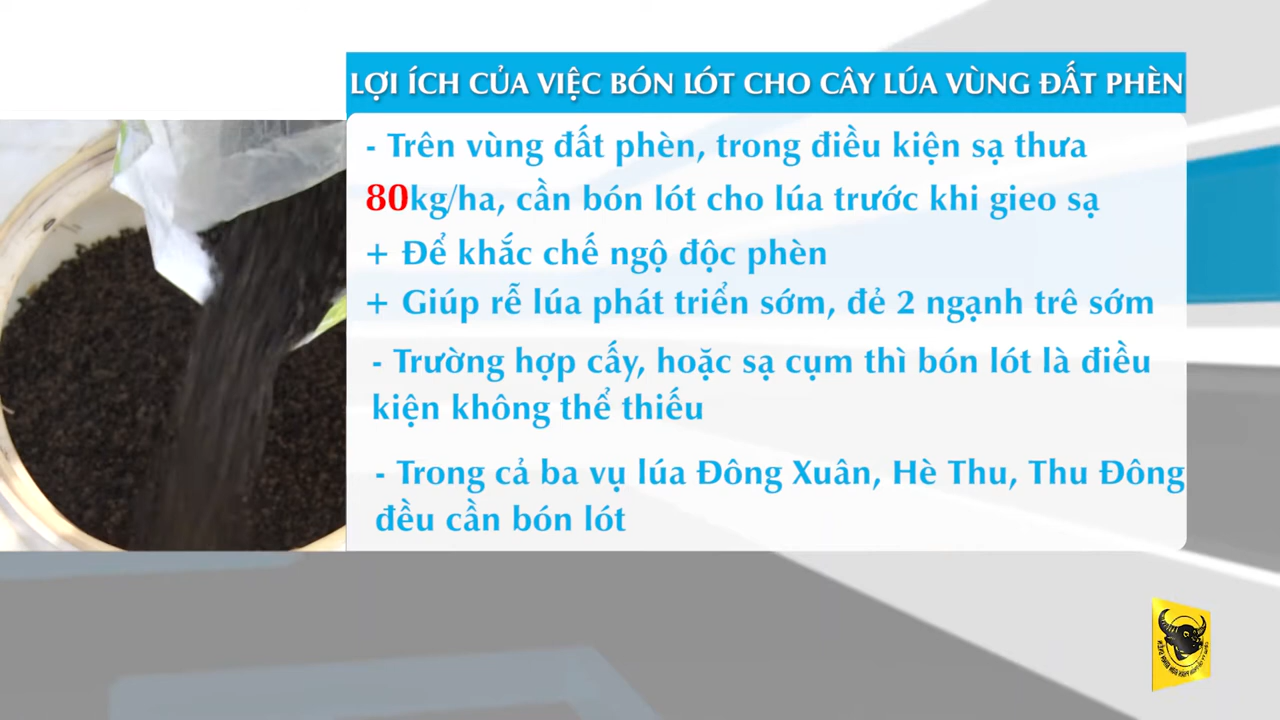 LỢI ÍCH CỦA VIỆC BÓN LÓT CHO CÂY LÚA VÙNG ĐẤT PHÈN
- Trên vùng đất phèn, trong điều kiện sạ thưa
80kg/ha, cần bón lót cho lúa trước khi gieo sạ
+ Để khắc chế ngộ độc phèn
+ Giúp rễ lúa phát triển sớm, đẻ 2 ngạnh trê sớm
- Trường hợp cấy, hoặc sạ cụm thì bón lót là điều
kiện không thể thiếu
- Trong cả ba vụ lúa Đông Xuân, Hè Thu, Thu Đông
đều cần bón lót